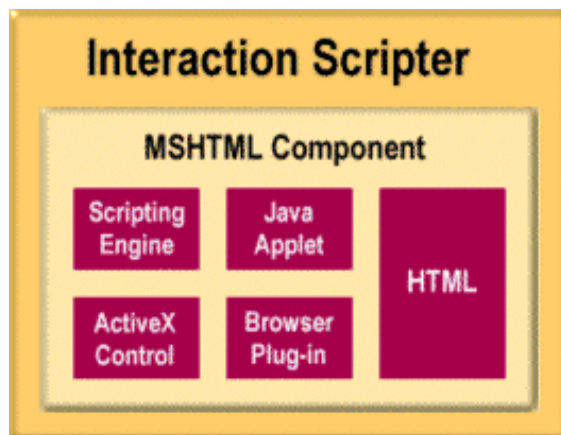 Interaction Scripter
MSHTML Component
Scripting
Engine
Java
Applet
HTML
ActiveX
Control
Browser
Plug-in